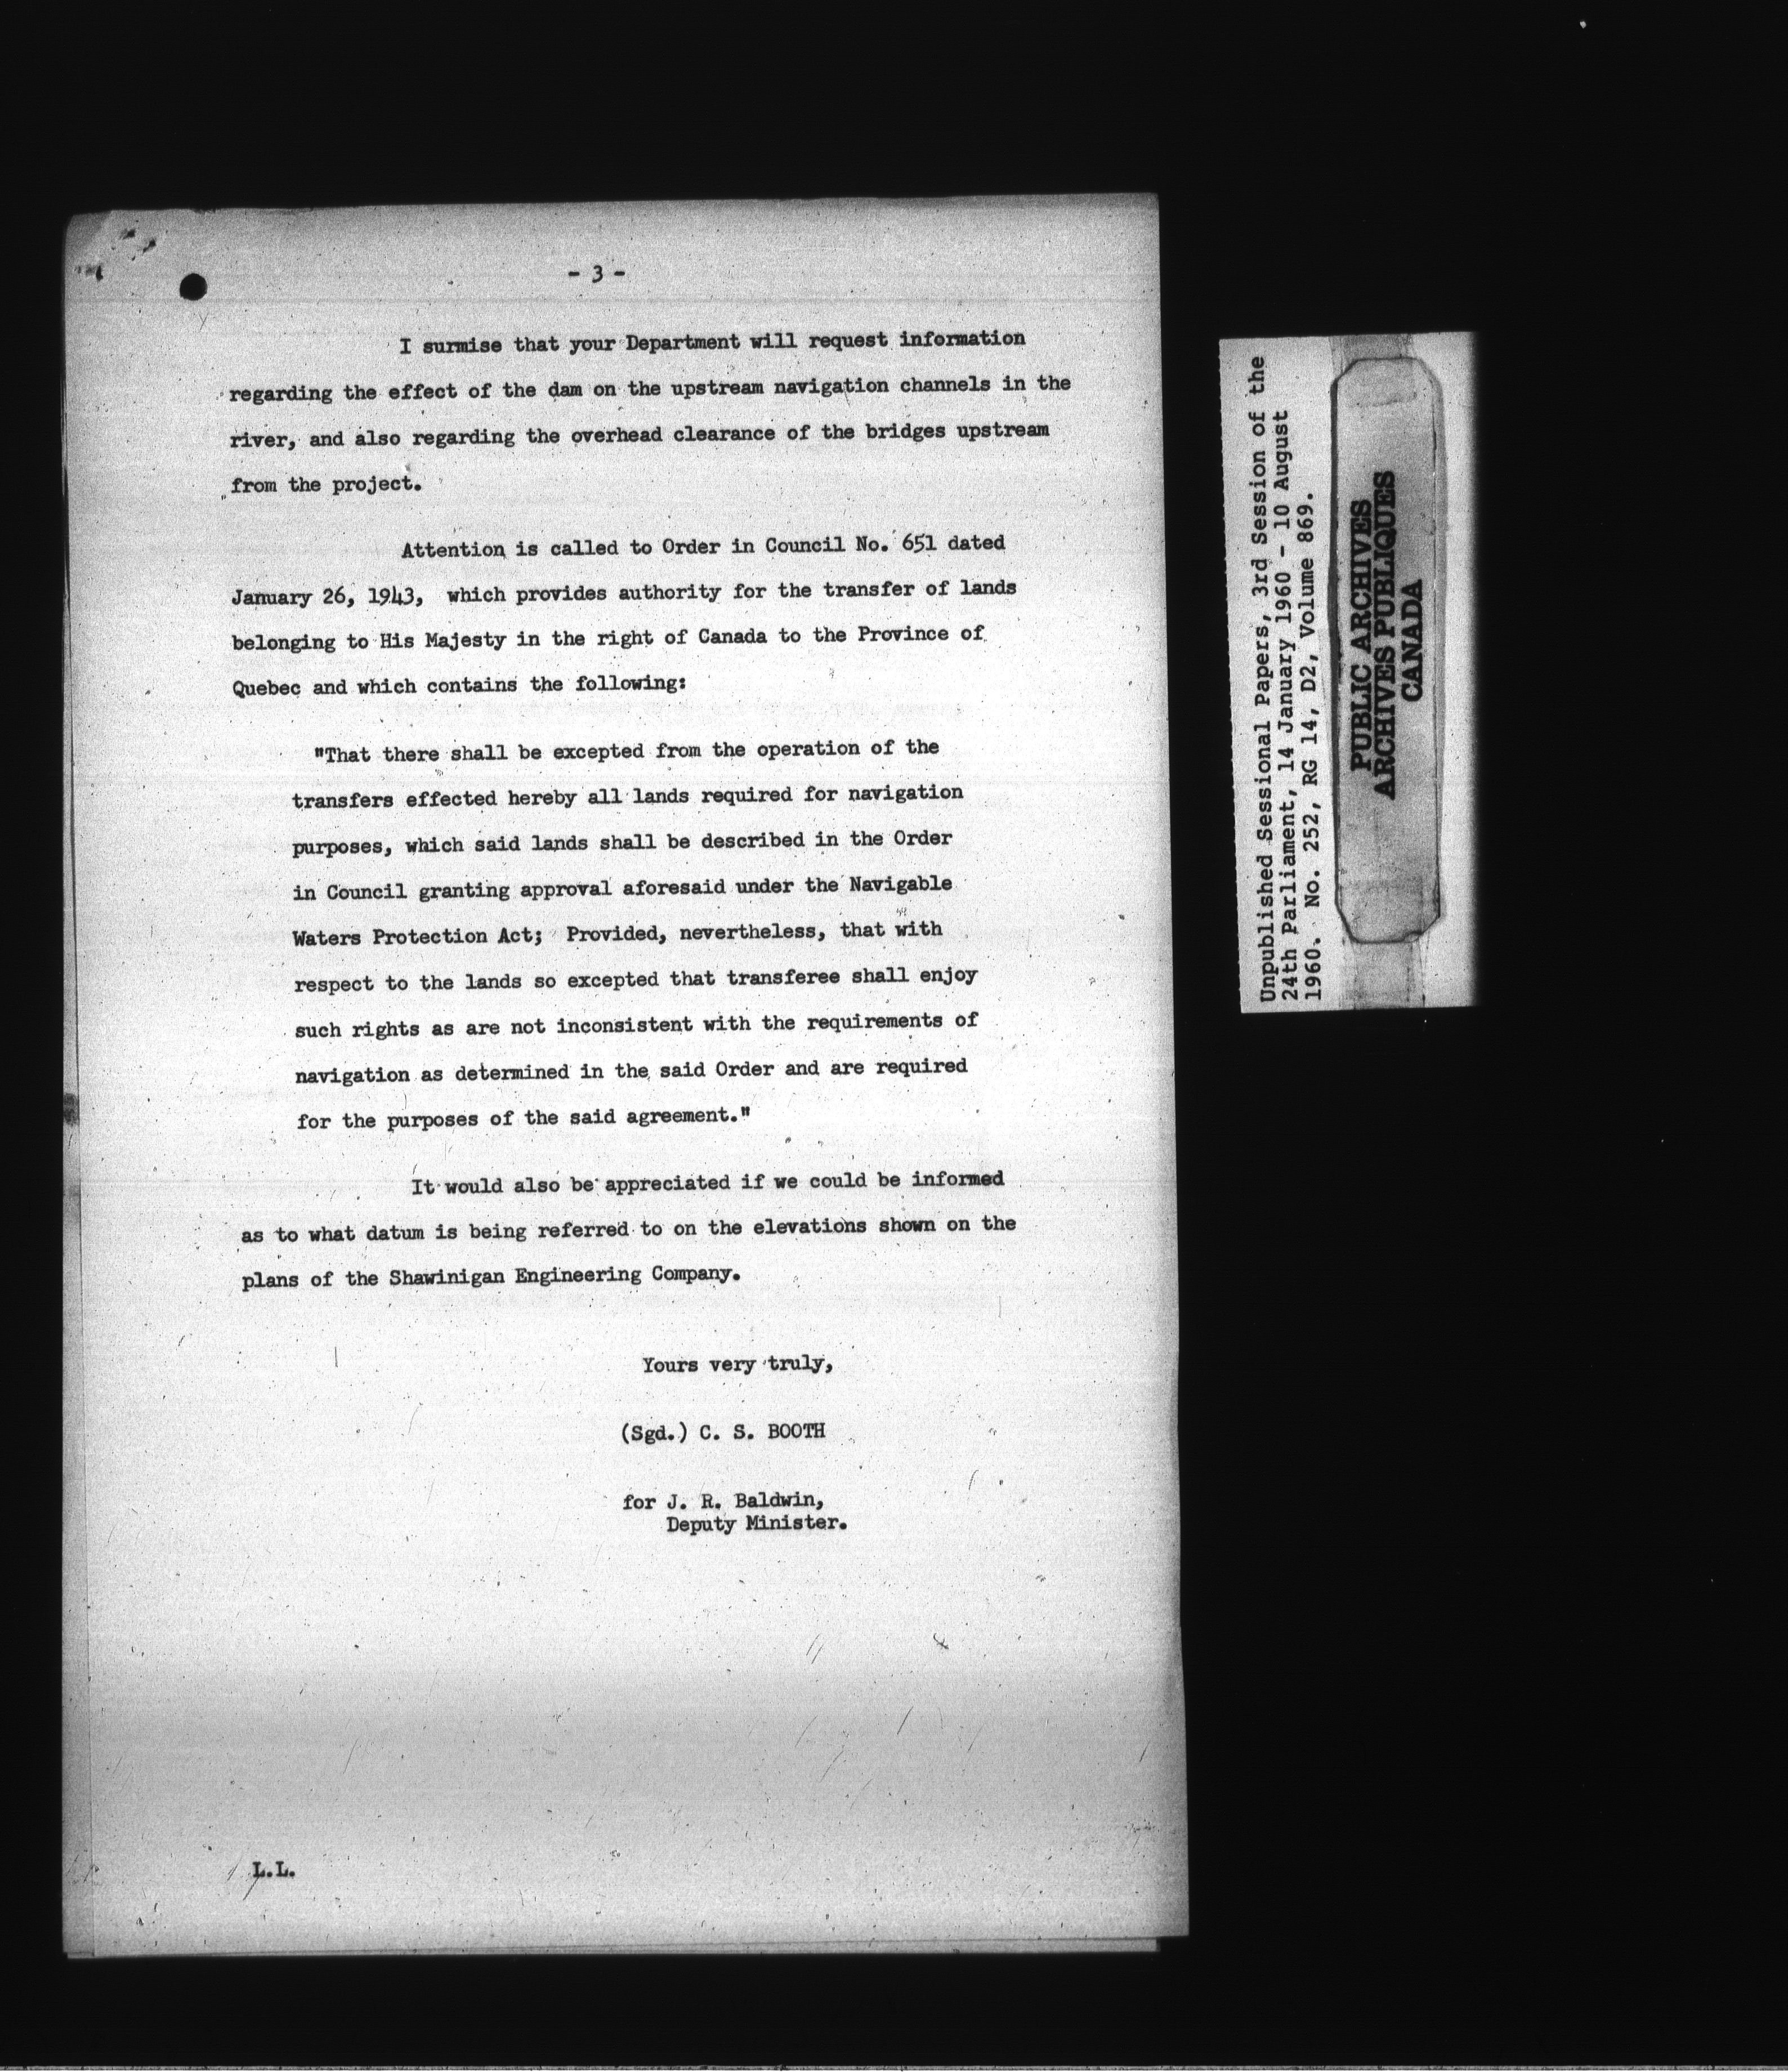 - 3 -
I surmise that your Department will request information
regarding the effect of the dam on the upstream navigation channels in the
river, and also regarding the overhead clearance of the bridges upstream
from the project.
Attention is called to Order in Council No. 651 dated
January 26, 1943, which provides authority for the transfer of lands
belonging to His Majesty in the right of Canada to the Province of
Quebec and which contains the following:
"That there shall be excepted from the operation of the
transfers effected hereby all lands required for navigation
purposes, which said lands shall be described in the Order
in Council granting approval aforesaid under the Navigable
Waters Protection Act; Provided, nevertheless, that with
respect to the lands so excepted that transferee shall enjoy
such rights as are not inconsistent with the requirements of
navigation as determined in the said Order and are required
for the purposes of the said agreement."
It would also be appreciated if we could be informed
as to what datum is being referred to on the elevations shown on the
plans of the Shawinigan Engineering Company.
Yours very truly,
(Sgd.) C. S. BOOTH
for J. R. Baldwin,
Deputy Minister.
L.L.
Unpublished Sessional Papers, 3rd Session of the
24th Parliament, 14 January 1960 - 10 August
1960. No. 252, RG 14, D2, Volume 869.
PUBLIC ARCHIVES
ARCHIVES PUBLIQUES
CANADA